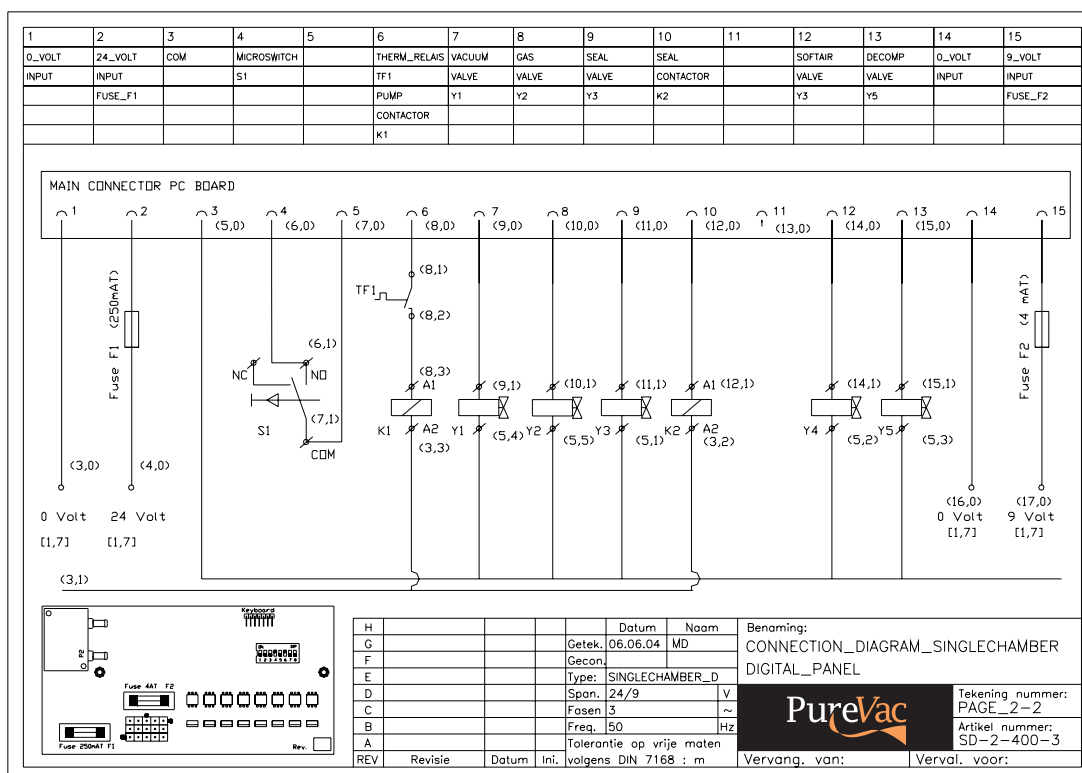 1 2 3 4 5 6 7 8 9 10 11 12 13 14 15
0_VOLT 24_VOLT COM MICROSWITCH THERM_RELAIS VACUUM GAS SEAL SEAL SOFTAIR DECOMP 0_VOLT 9_VOLT
INPUT INPUT S1 TF1 VALVE VALVE VALVE CONTACTOR VALVE VALVE INPUT INPUT
FUSE_F1 PUMP Y1 Y2 Y3 K2 Y3 Y5 FUSE_F2
CONTACTOR
K1
MAIN CONNECTOR PC BOARD
1 2 3 4 5 6 7 8 9 10 11 12 13 14 15
(5,0) (6,0) (7,0) (8,0) (9,0) (10,0) (11,0) (12,0) (13,0) (14,0) (15,0)
(8,1)
TF1
(8,2)
Fuse F1 (250mAT)
Fuse F2 (4 mAT)
(6,1)
NC NO
(8,3)
A1 (9,1) (10,1) (11,1) A1 (12,1) (14,1) (15,1)
S1 (7,1)
K1 A2 Y1 (5,4) Y2 (5,5) Y3 (5,1) K2 A2 Y4 (5,2) Y5 (5,3)
(3,3) (3,2)
COM
(3,0) (4,0)
(16,0) (17,0)
0 Volt 24 Volt 0 Volt 9 Volt
[1,7] [1,7] [1,7] [1,7]
(3,1)
Keyboard
P2
ON
1 2 3 4 5 6 7 8
Fuse 4AT F2
Fuse 250mAT F1
Rev.
H Datum Naam
G Getek. 06.06.04 MD
F Gecon.
E Type: SINGLECHAMBER_D
D Span. 24/9 V
C Fasen 3 ~
B Freq. 50 Hz
A Tolerantie op vrije maten
REV Revisie Datum Ini. volgens DIN 7168 : m
Benaming:
CONNECTION_DIAGRAM_SINGLECHAMBER
DIGITAL_PANEL
PureVac
Tekening nummer:
PAGE_2-2
Artikel nummer:
SD-2-400-3
Vervang. van: Verval. voor: